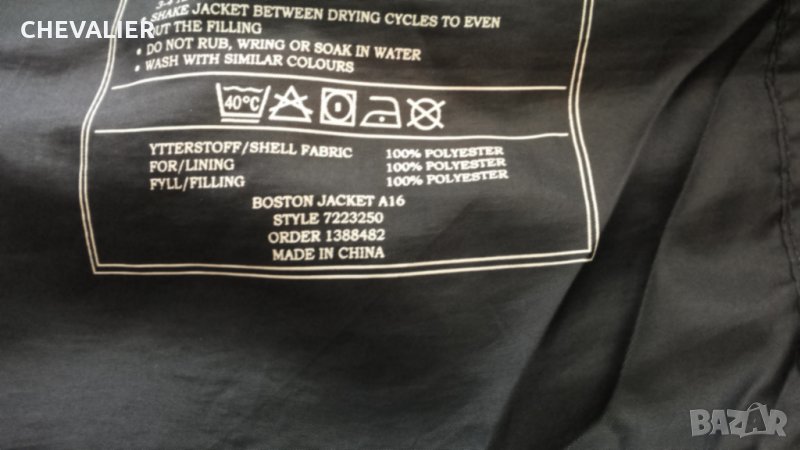 CHEVALIER
SHAKE JACKET BETWEEN DRYING CYCLES TO EVEN
OUT THE FILLING
• DO NOT RUB, WRING OR SOAK IN WATER
• WASH WITH SIMILAR COLOURS
40°C
YTTERSTOFF/SHELL FABRIC 100% POLYESTER
FOR/LINING 100% POLYESTER
FYLL/FILLING 100% POLYESTER
BOSTON JACKET A16
STYLE 7223250
ORDER 1388482
MADE IN CHINA
BAZAR